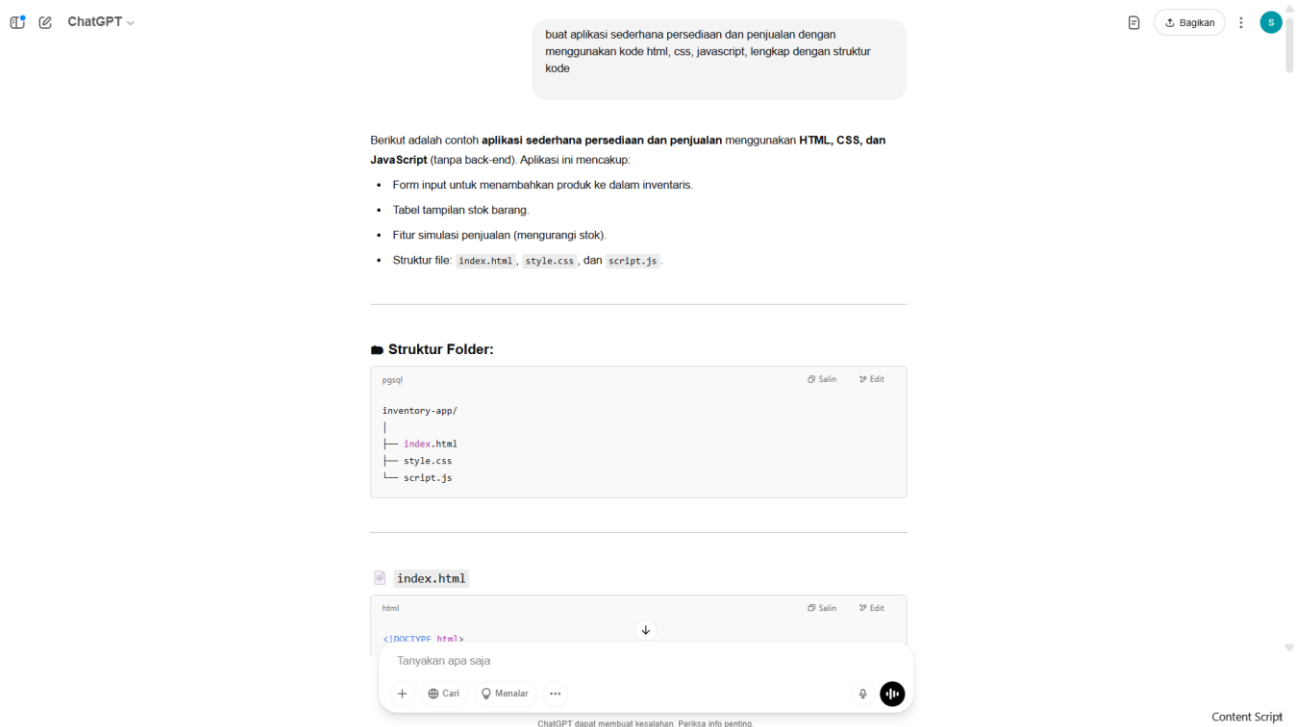 ChatGPT
Bagikan
S
buat aplikasi sederhana persediaan dan penjualan dengan
menggunakan kode html, css, javascript, lengkap dengan struktur
kode
Berikut adalah contoh aplikasi sederhana persediaan dan penjualan menggunakan HTML, CSS, dan
JavaScript (tanpa back-end). Aplikasi ini mencakup:
• Form input untuk menambahkan produk ke dalam inventaris.
• Tabel tampilan stok barang.
• Fitur simulasi penjualan (mengurangi stok).
• Struktur file: index.html, style.css, dan script.js.
Struktur Folder:
pgsql
Salin
Edit
inventory-app/
│
├── index.html
├── style.css
└── script.js
index.html
html
Salin
Edit
<!DOCTYPE html>
Tanyakan apa saja
Cari
Menalar
ChatGPT dapat membuat kesalahan. Periksa info penting.
Content Script